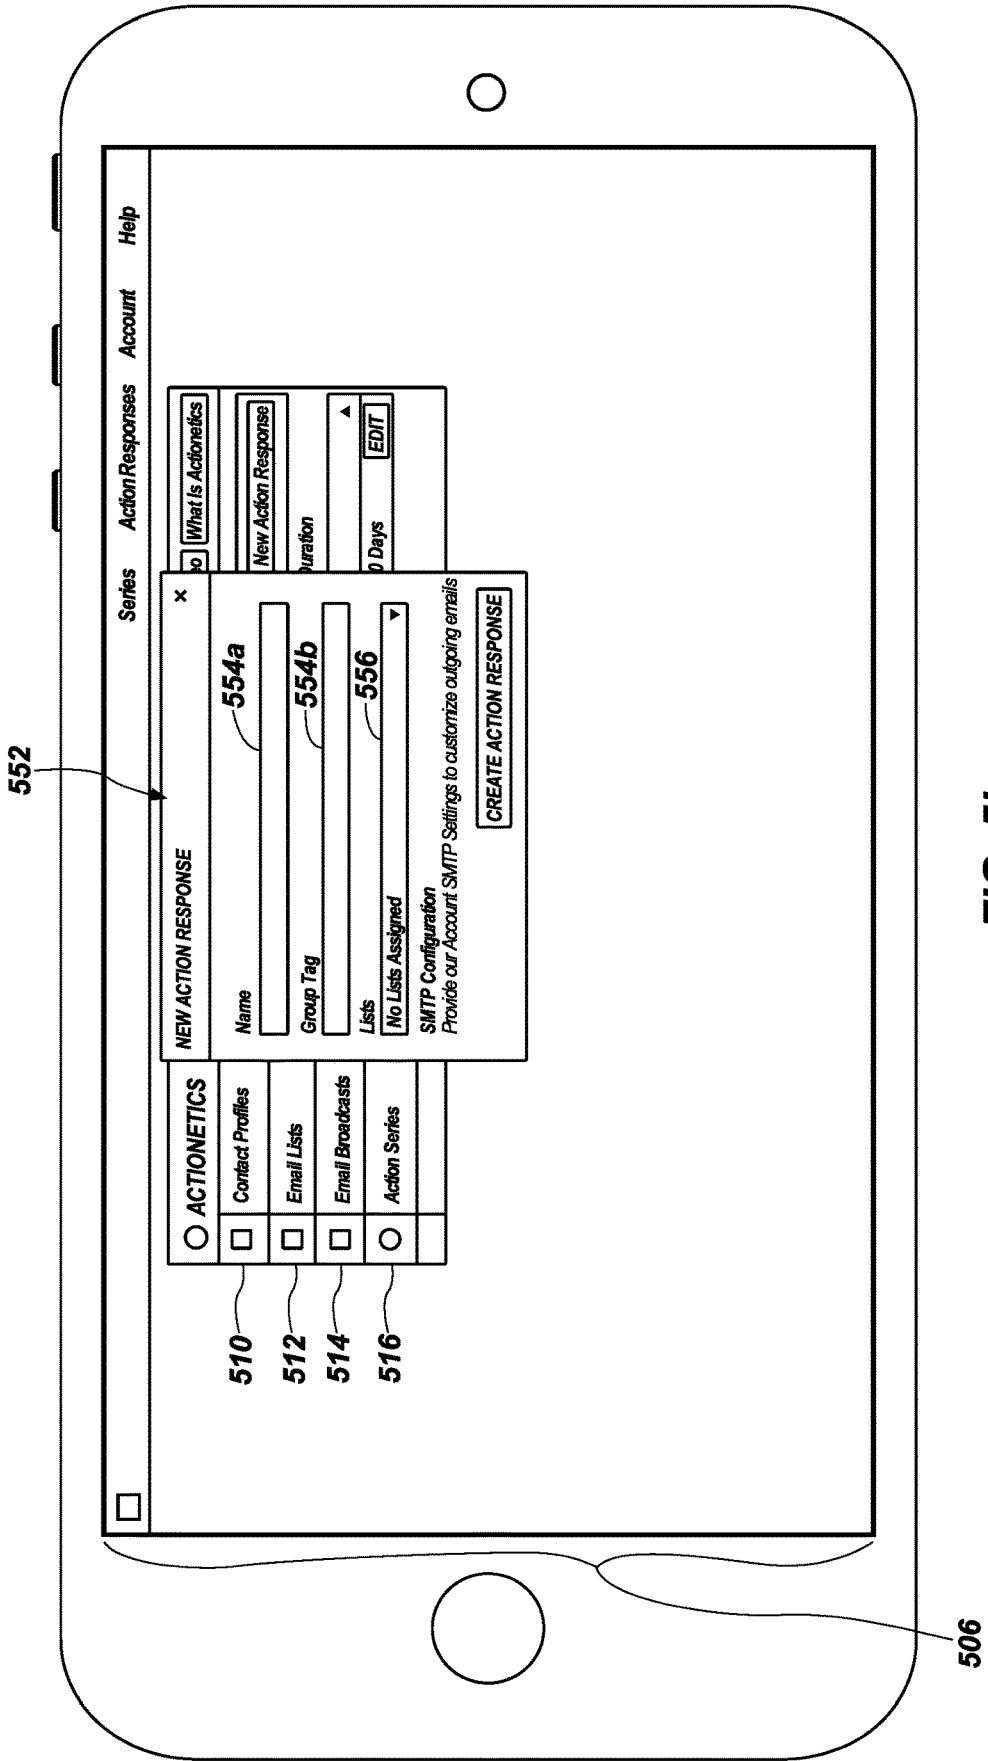 552
Series Action Responses Account Help
NEW ACTION RESPONSE ×
ACTIONETICS
eo What Is Actionetics
510 Contact Profiles
Name 554a
New Action Response
512 Email Lists
Group Tag 554b
Duration
514 Email Broadcasts
Lists 556
516 Action Series
No Lists Assigned
0 Days EDIT
SMTP Configuration
Provide our Account SMTP Settings to customize outgoing emails
CREATE ACTION RESPONSE
506